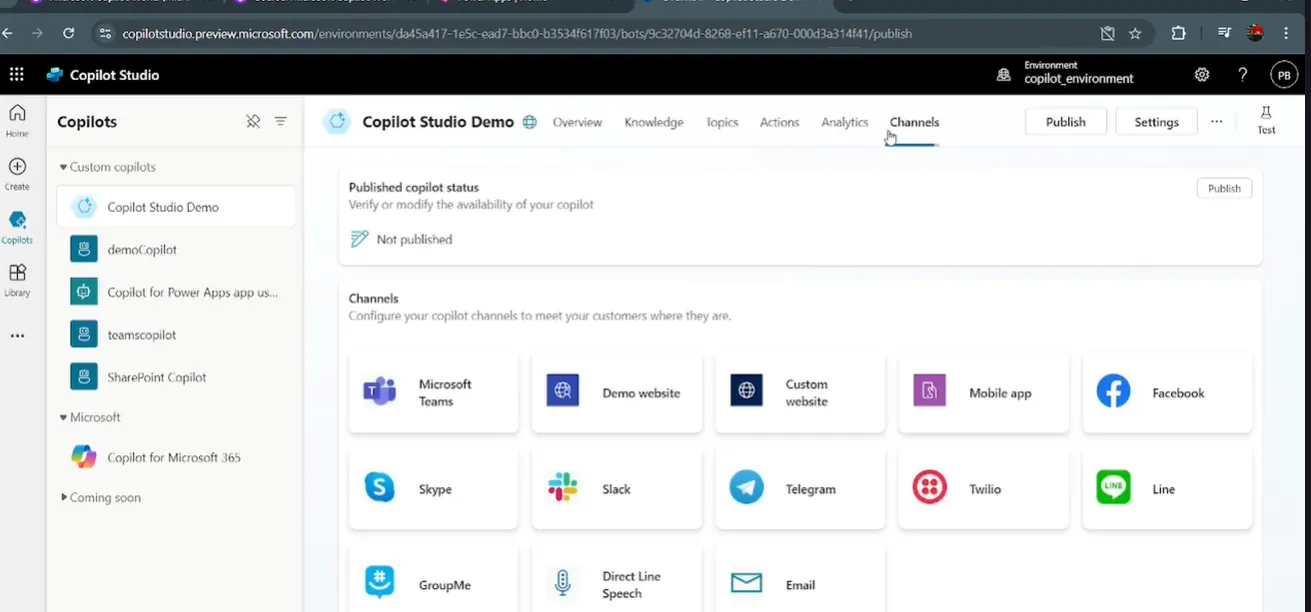 copilotstudio.preview.microsoft.com/environments/da45a417-1e5c-ead7-bbc0-b3534f617f03/bots/9c32704d-8268-ef11-a670-000d3a314f41/publish
Copilot Studio
Environment
copilot_environment
?
PB
Home
Create
Copilots
Library
Copilots
Custom copilots
Copilot Studio Demo
demoCopilot
Copilot for Power Apps app us...
teamscopilot
SharePoint Copilot
Microsoft
Copilot for Microsoft 365
Coming soon
Copilot Studio Demo
Overview
Knowledge
Topics
Actions
Analytics
Channels
Publish
Settings
...
Test
Published copilot status
Verify or modify the availability of your copilot
Not published
Publish
Channels
Configure your copilot channels to meet your customers where they are.
Microsoft
Teams
Demo website
Custom
website
Mobile app
Facebook
Skype
Slack
Telegram
Twilio
LINE
Line
GroupMe
Direct Line
Speech
Email